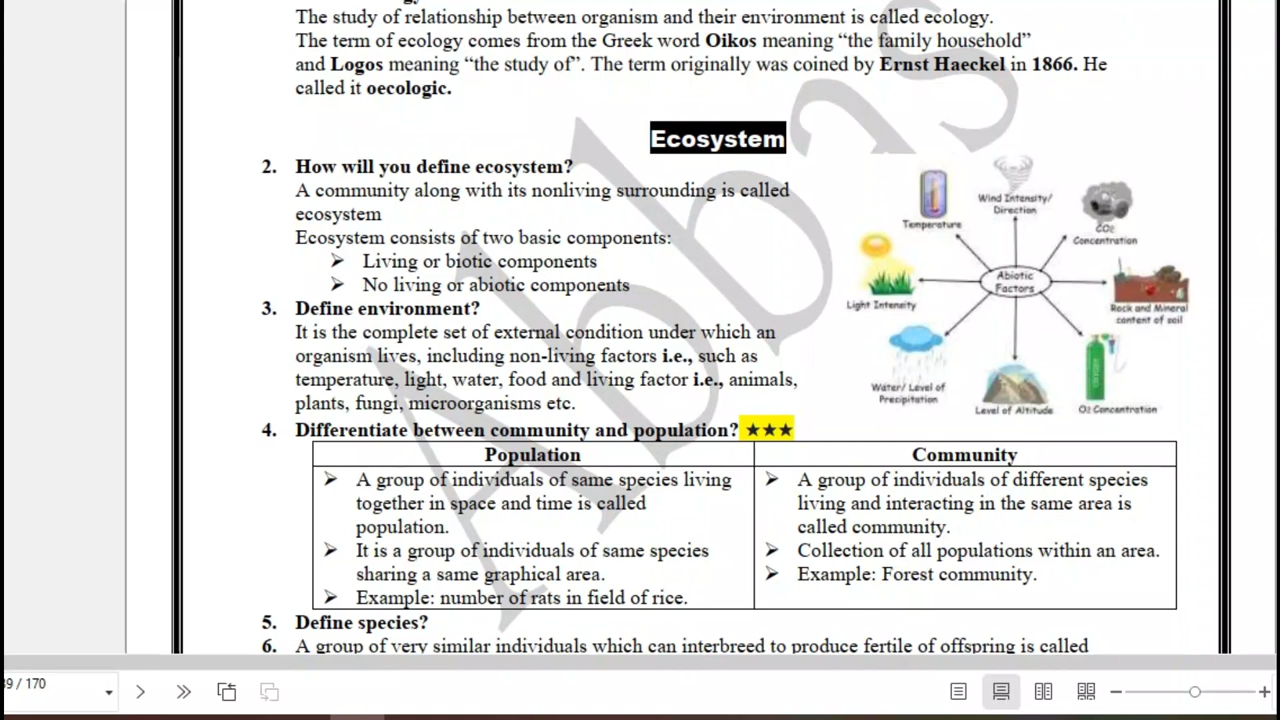 The study of relationship between organism and their environment is called ecology.
The term of ecology comes from the Greek word Oikos meaning “the family household”
and Logos meaning “the study of”. The term originally was coined by Ernst Haeckel in 1866. He
called it oecologic.
Ecosystem
2. How will you define ecosystem?
A community along with its nonliving surrounding is called
ecosystem
Ecosystem consists of two basic components:
➢ Living or biotic components
➢ No living or abiotic components
3. Define environment?
It is the complete set of external condition under which an
organism lives, including non-living factors i.e., such as
temperature, light, water, food and living factor i.e., animals,
plants, fungi, microorganisms etc.
Temperature
Wind Intensity/
Direction
CO2
Concentration
Abiotic
Factors
Light Intensity
Rock and Mineral
content of soil
Water/ Level of
Precipitation
Level of Altitude
O2 Concentration
4. Differentiate between community and population? ★★★
Population
➢ A group of individuals of same species living
together in space and time is called
population.
➢ It is a group of individuals of same species
sharing a same graphical area.
➢ Example: number of rats in field of rice.
Community
➢ A group of individuals of different species
living and interacting in the same area is
called community.
➢ Collection of all populations within an area.
➢ Example: Forest community.
5. Define species?
6. A group of very similar individuals which can interbreed to produce fertile of offspring is called
Abbas
39 / 170